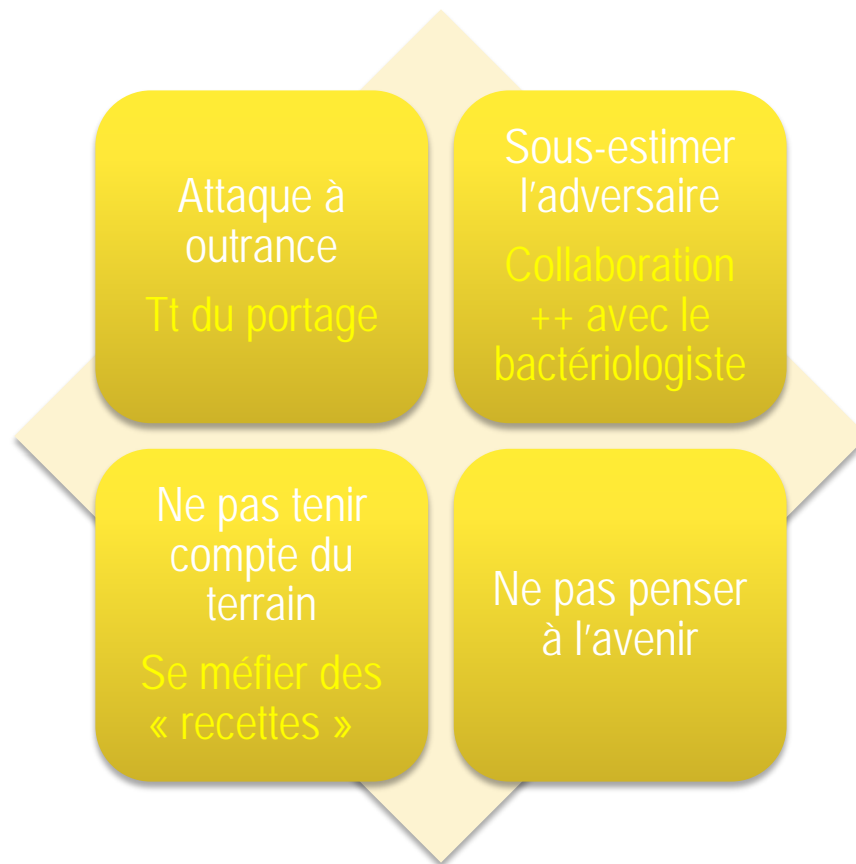 Attaque à
outrance
Tt du portage
Sous-estimer
l'adversaire
Collaboration
++ avec le
bactériologiste
Ne pas tenir
compte du
terrain
Se méfier des
« recettes »
Ne pas penser
à l'avenir